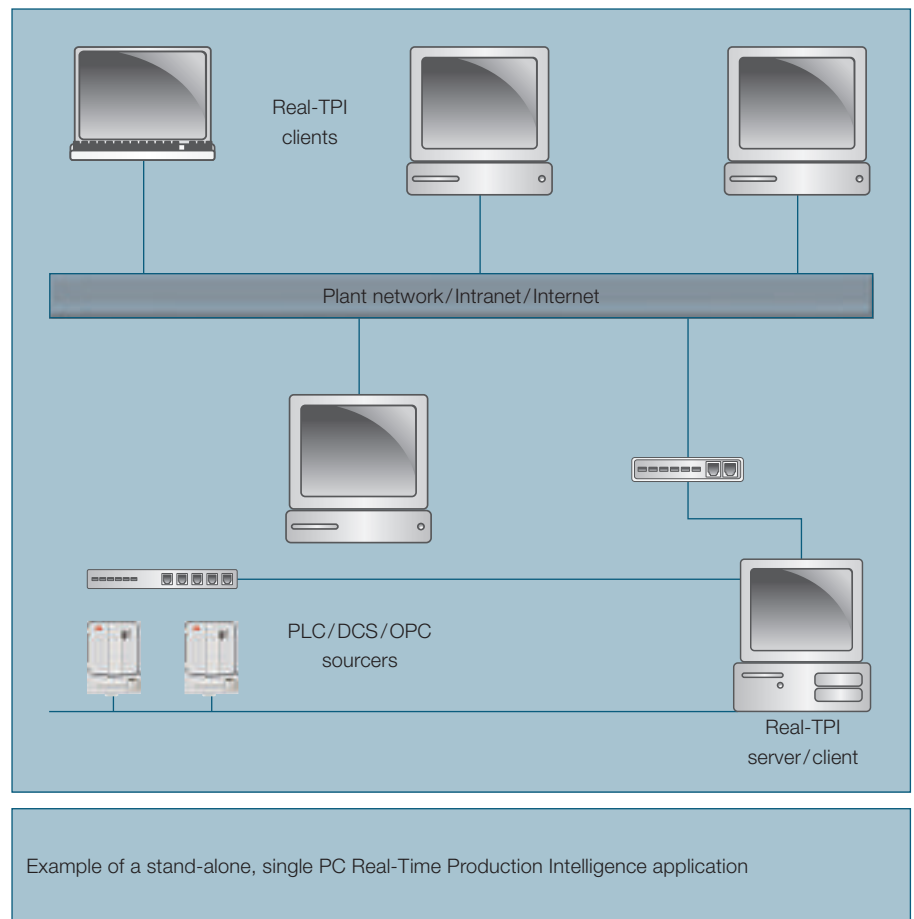 Real-TPI
clients
Plant network/Intranet/Internet
PLC/DCS/OPC
sourcers
Real-TPI
server/client
Example of a stand-alone, single PC Real-Time Production Intelligence application